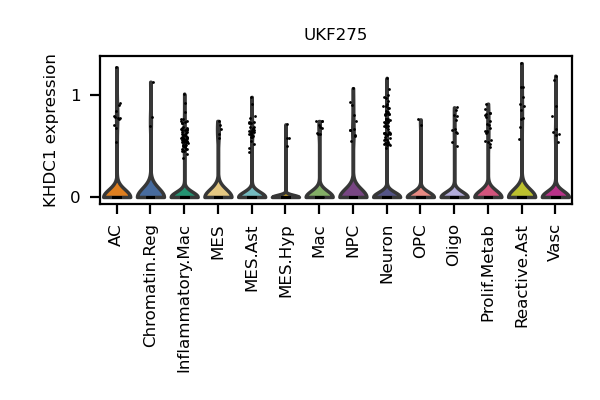 UKF275
KHDC1 expression
1
0
AC
Chromatin.Reg
Inflammatory.Mac
MES
MES.Ast
MES.Hyp
Mac
NPC
Neuron
OPC
Oligo
Prolif.Metab
Reactive.Ast
Vasc